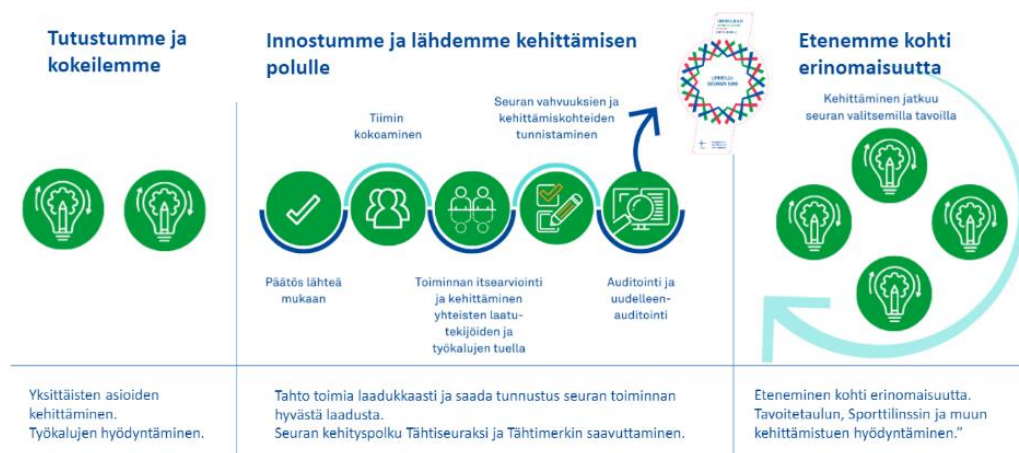 Tutustumme ja
kokeilemme
Innostumme ja lähdemme kehittämisen
polulle
Etenemme kohti
erinomaisuutta
Tiimin
kokoaminen
Seuran vahvuuksien ja
kehittämiskohteiden
tunnistaminen
Kehittäminen jatkuu
seuran valitsemilla tavoilla
Päätös lähteä
mukaan
Toiminnan itsearviointi
ja kehittäminen
yhteisten laatu-
tekijöiden ja
työkalujen tuella
Auditointi ja
uudelleen-
auditointi
Yksittäisten asioiden
kehittäminen.
Työkalujen hyödyntäminen.
Tahto toimia laadukkaasti ja saada tunnustus seuran toiminnan
hyvästä laadusta.
Seuran kehityspolku Tähtiseuraksi ja Tähtimerkin saavuttaminen.
Eteneminen kohti erinomaisuutta.
Tavoitetaulun, Sporttilinssin ja muun
kehittämistuen hyödyntäminen.”